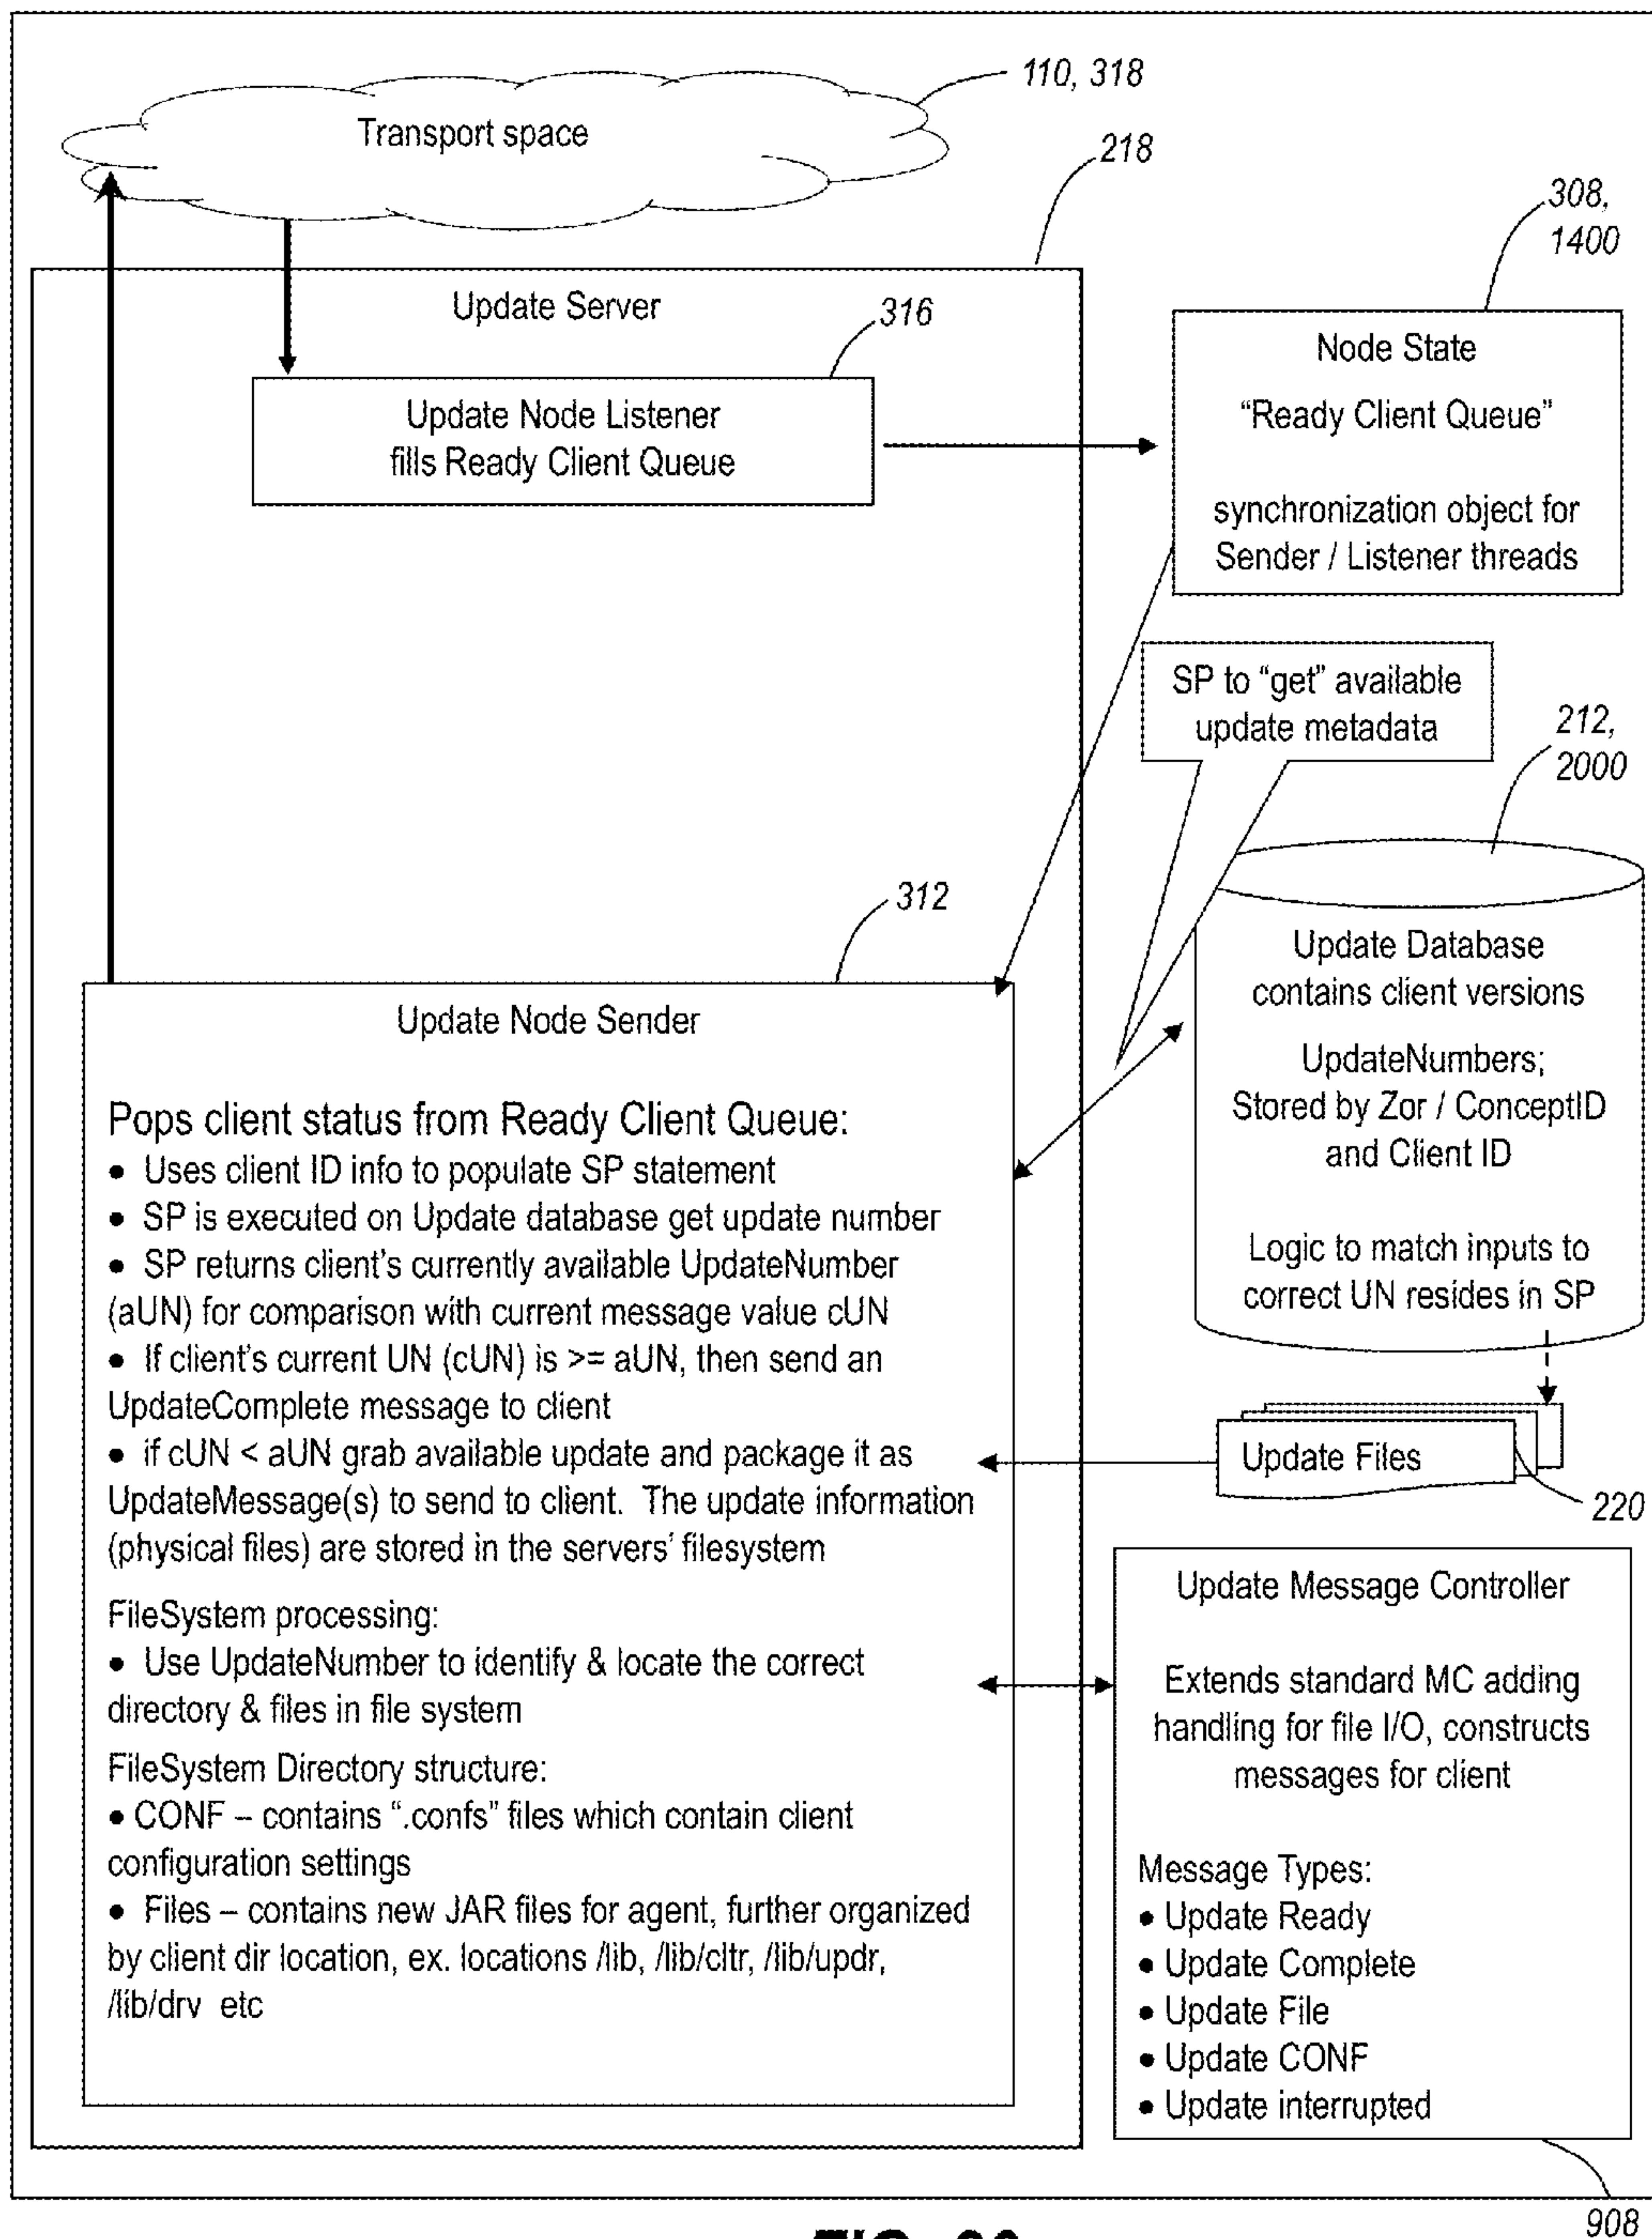 110, 318
Transport space
218
308,
1400
Update Server
316
Node State
Update Node Listener
fills Ready Client Queue
“Ready Client Queue”
synchronization object for
Sender / Listener threads
SP to “get” available
update metadata
212,
2000
312
Update Database
contains client versions
UpdateNumbers;
Stored by Zor / ConceptID
and Client ID
Logic to match inputs to
correct UN resides in SP
Update Node Sender
Pops client status from Ready Client Queue:
• Uses client ID info to populate SP statement
• SP is executed on Update database get update number
• SP returns client’s currently available UpdateNumber
(aUN) for comparison with current message value cUN
• If client’s current UN (cUN) is >= aUN, then send an
UpdateComplete message to client
• if cUN < aUN grab available update and package it as
UpdateMessage(s) to send to client. The update information
(physical files) are stored in the servers’ filesystem
FileSystem processing:
• Use UpdateNumber to identify & locate the correct
directory & files in file system
FileSystem Directory structure:
• CONF – contains “.confs” files which contain client
configuration settings
• Files – contains new JAR files for agent, further organized
by client dir location, ex. locations /lib, /lib/cltr, /lib/updr,
/lib/drv etc
Update Files
220
Update Message Controller
Extends standard MC adding
handling for file I/O, constructs
messages for client
Message Types:
• Update Ready
• Update Complete
• Update File
• Update CONF
• Update interrupted
908